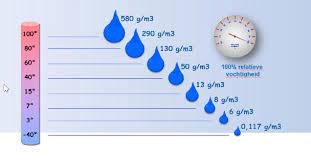 100°
80°
60°
40°
15°
7°
-40°
580 g/m3
290 g/m3
130 g/m3
50 g/m3
13 g/m3
8 g/m3
6 g/m3
0,117 g/m3
100% relatieve
vochtigheid